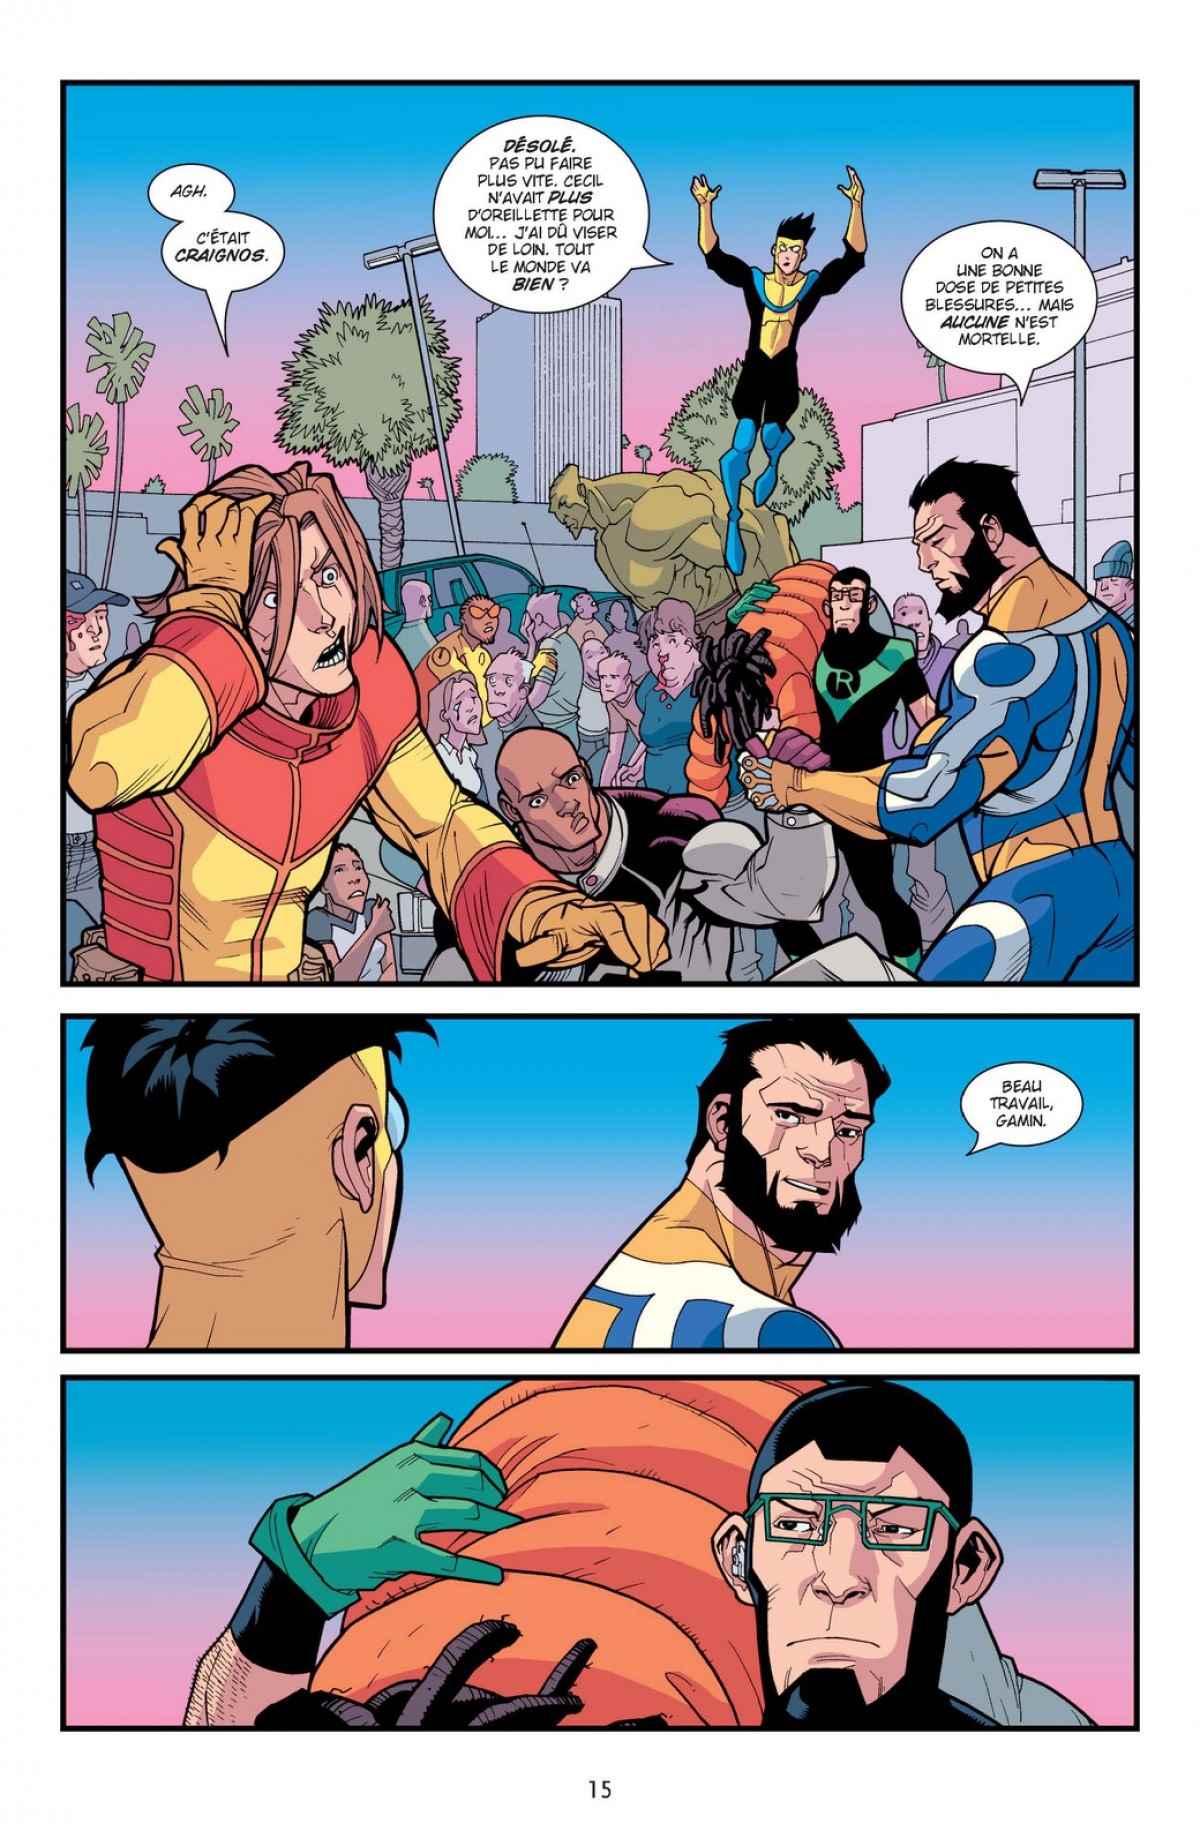 AGH.
C'ÉTAIT
CRAIGNOS.
DÉSOLÉ.
PAS PU FAIRE
PLUS VITE. CECIL
N'AVAIT PLUS
D'OREILLETTE POUR
MOI... J'AI DÛ VISER
DE LOIN. TOUT
LE MONDE VA
BIEN ?
ON A
UNE BONNE
DOSE DE PETITES
BLESSURES... MAIS
AUCUNE N'EST
MORTELLE.
R
BEAU
TRAVAIL,
GAMIN.
15